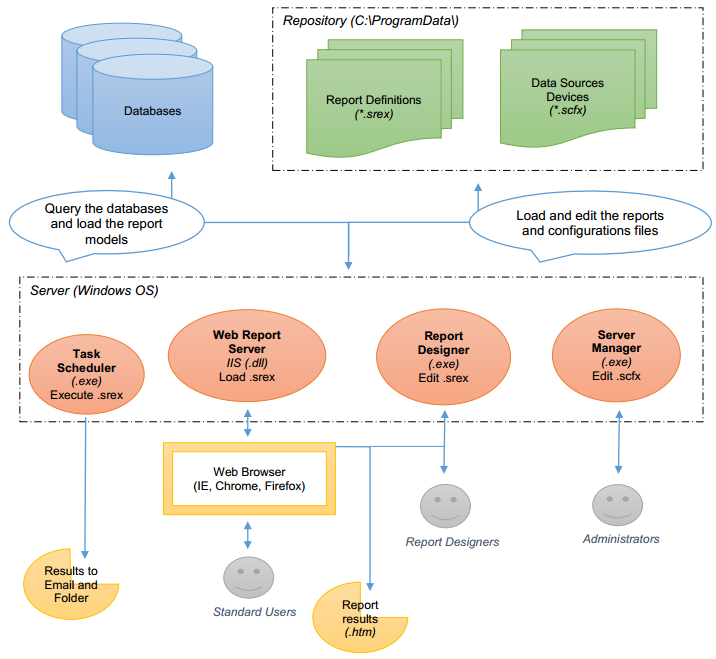 Repository (C:\ProgramData\)
Databases
Report Definitions
(*.srex)
Data Sources
Devices
(*.scfx)
Query the databases
and load the report
models
Load and edit the reports
and configurations files
Server (Windows OS)
Task
Scheduler
(.exe)
Execute .srex
Web Report
Server
IIS (.dll)
Load .srex
Report
Designer
(.exe)
Edit .srex
Server
Manager
(.exe)
Edit .scfx
Web Browser
(IE, Chrome, Firefox)
Report Designers
Administrators
Results to
Email and
Folder
Standard Users
Report
results
(.htm)